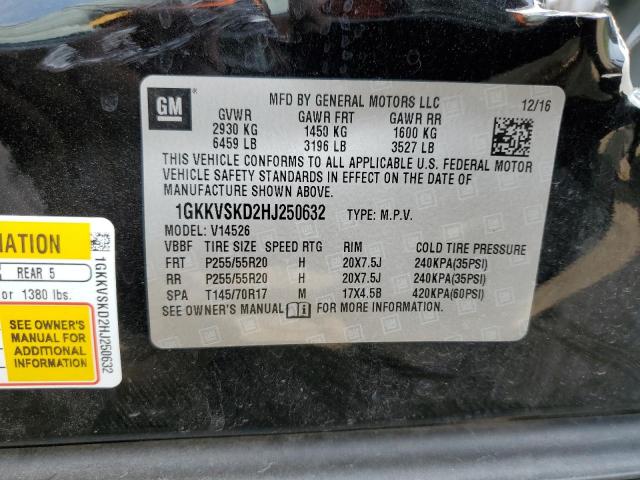 GM
MFD BY GENERAL MOTORS LLC 12/16
GVWR GAWR FRT GAWR RR
2930 KG 1450 KG 1600 KG
6459 LB 3196 LB 3527 LB
THIS VEHICLE CONFORMS TO ALL APPLICABLE U.S. FEDERAL MOTOR
VEHICLE SAFETY STANDARDS IN EFFECT ON THE DATE OF
MANUFACTURE SHOWN ABOVE.
1GKKVSKD2HJ250632 TYPE: M.P.V.
MODEL: V14526
VBBF TIRE SIZE SPEED RTG RIM COLD TIRE PRESSURE
FRT P255/55R20 H 20X7.5J 240KPA(35PSI)
RR P255/55R20 H 20X7.5J 240KPA(35PSI)
SPA T145/70R17 M 17X4.5B 420KPA(60PSI)
SEE OWNER'S MANUAL FOR MORE INFORMATION.
REAR 5
or 1380 lbs.
SEE OWNER'S
MANUAL FOR
ADDITIONAL
INFORMATION
1GKKVSKD2HJ250632